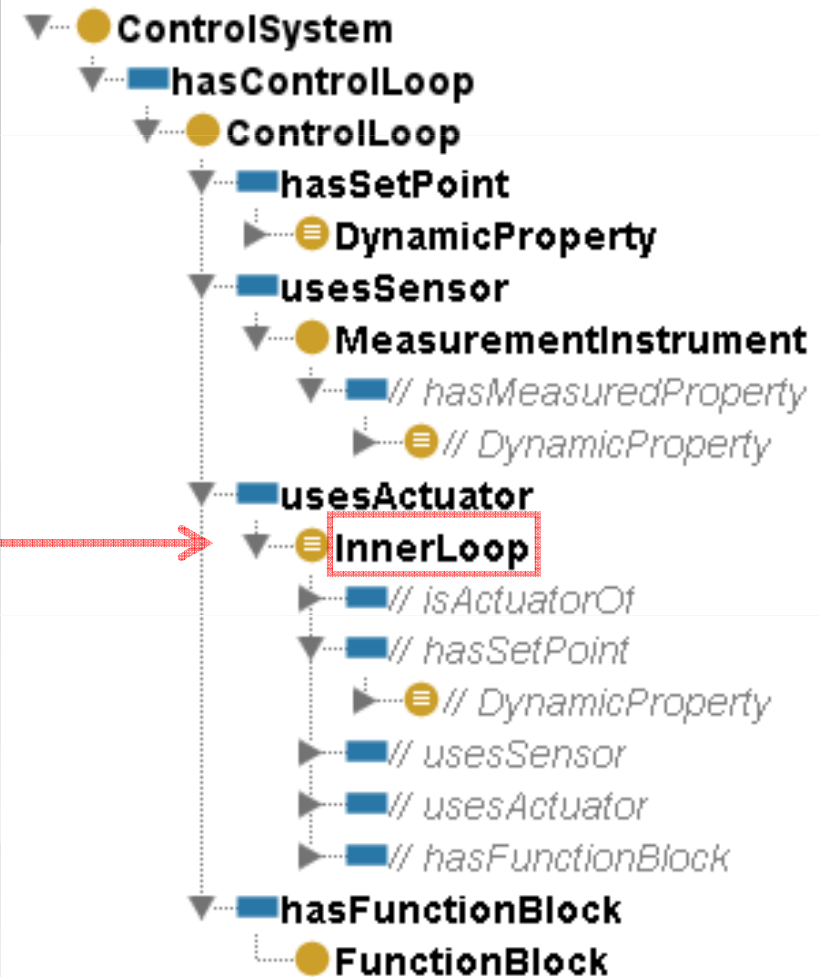 ControlSystem
hasControlLoop
ControlLoop
hasSetPoint
DynamicProperty
usesSensor
MeasurementInstrument
// hasMeasuredProperty
// DynamicProperty
usesActuator
InnerLoop
// isActuatorOf
// hasSetPoint
// DynamicProperty
// usesSensor
// usesActuator
// hasFunctionBlock
hasFunctionBlock
FunctionBlock